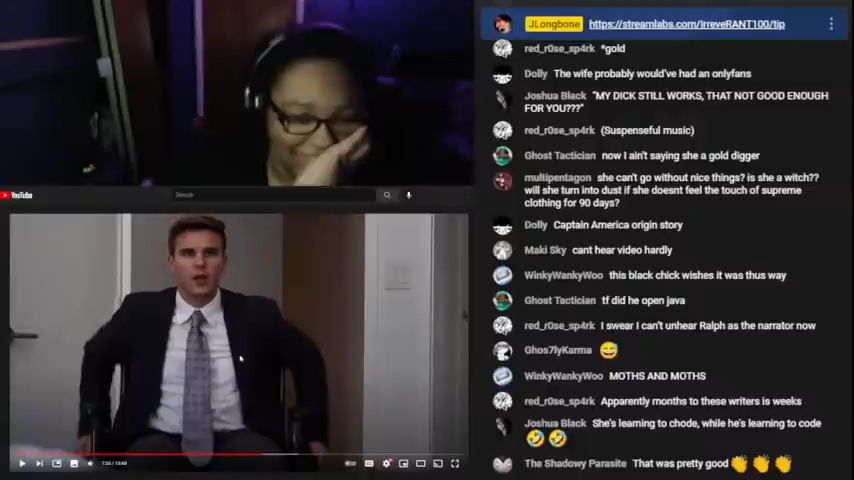 JLongbone https://streamlabs.com/IrreveRANT100/tip
red_r0se_sp4rk *gold
Dolly The wife probably would've had an onlyfans
Joshua Black "MY DICK STILL WORKS, THAT NOT GOOD ENOUGH
FOR YOU???"
red_r0se_sp4rk (Suspenseful music)
Ghost Tactician now I ain't saying she a gold digger
multipentagon she can't go without nice things? is she a witch??
will she turn into dust if she doesnt feel the touch of supreme
clothing for 90 days?
Dolly Captain America origin story
Maki Sky cant hear video hardly
YouTube
Search
WinkyWankyWoo this black chick wishes it was thus way
Ghost Tactician tf did he open java
red_r0se_sp4rk I swear I can't unhear Ralph as the narrator now
Ghos7lyKarma
WinkyWankyWoo MOTHS AND MOTHS
red_r0se_sp4rk Apparently months to these writers is weeks
Joshua Black She's learning to chode, while he's learning to code
The Shadowy Parasite That was pretty good